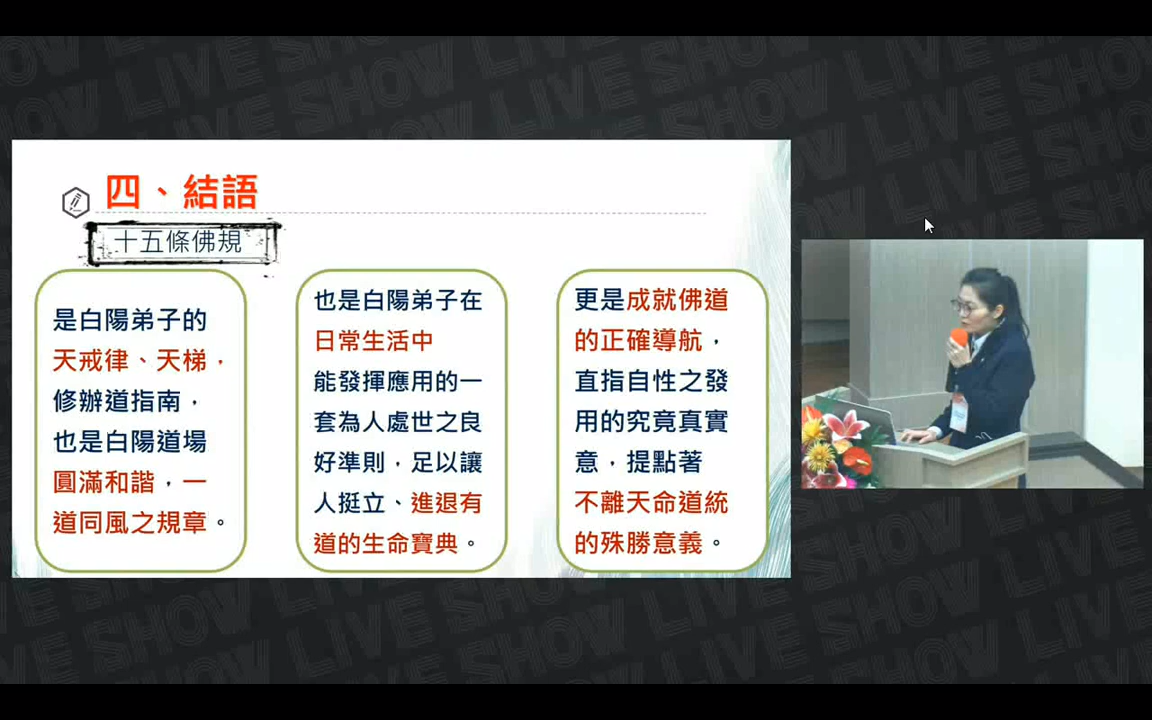 四、結語
十五條佛規
是白陽弟子的
天戒律、天梯，
修辦道指南，
也是白陽道場
圓滿和諧，一
道同風之規章。
也是白陽弟子在
日常生活中
能發揮應用的一
套為人處世之良
好準則，足以讓
人挺立、進退有
道的生命寶典。
更是成就佛道
的正確導航，
直指自性之發
用的究竟真實
意，提點著
不離天命道統
的殊勝意義。
LIVE SHOW LIVE SHOW